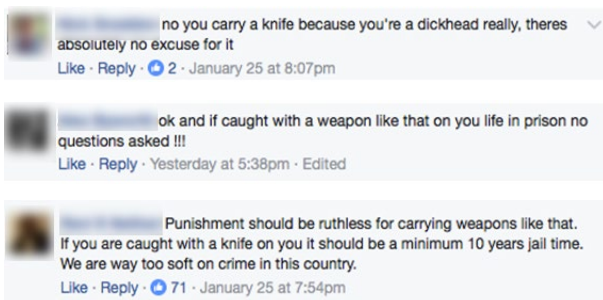 no you carry a knife because you're a dickhead really, theres
absolutely no excuse for it
Like · Reply · 2 · January 25 at 8:07pm
ok and if caught with a weapon like that on you life in prison no
questions asked !!!
Like · Reply · Yesterday at 5:38pm · Edited
Punishment should be ruthless for carrying weapons like that.
If you are caught with a knife on you it should be a minimum 10 years jail time.
We are way too soft on crime in this country.
Like · Reply · 71 · January 25 at 7:54pm